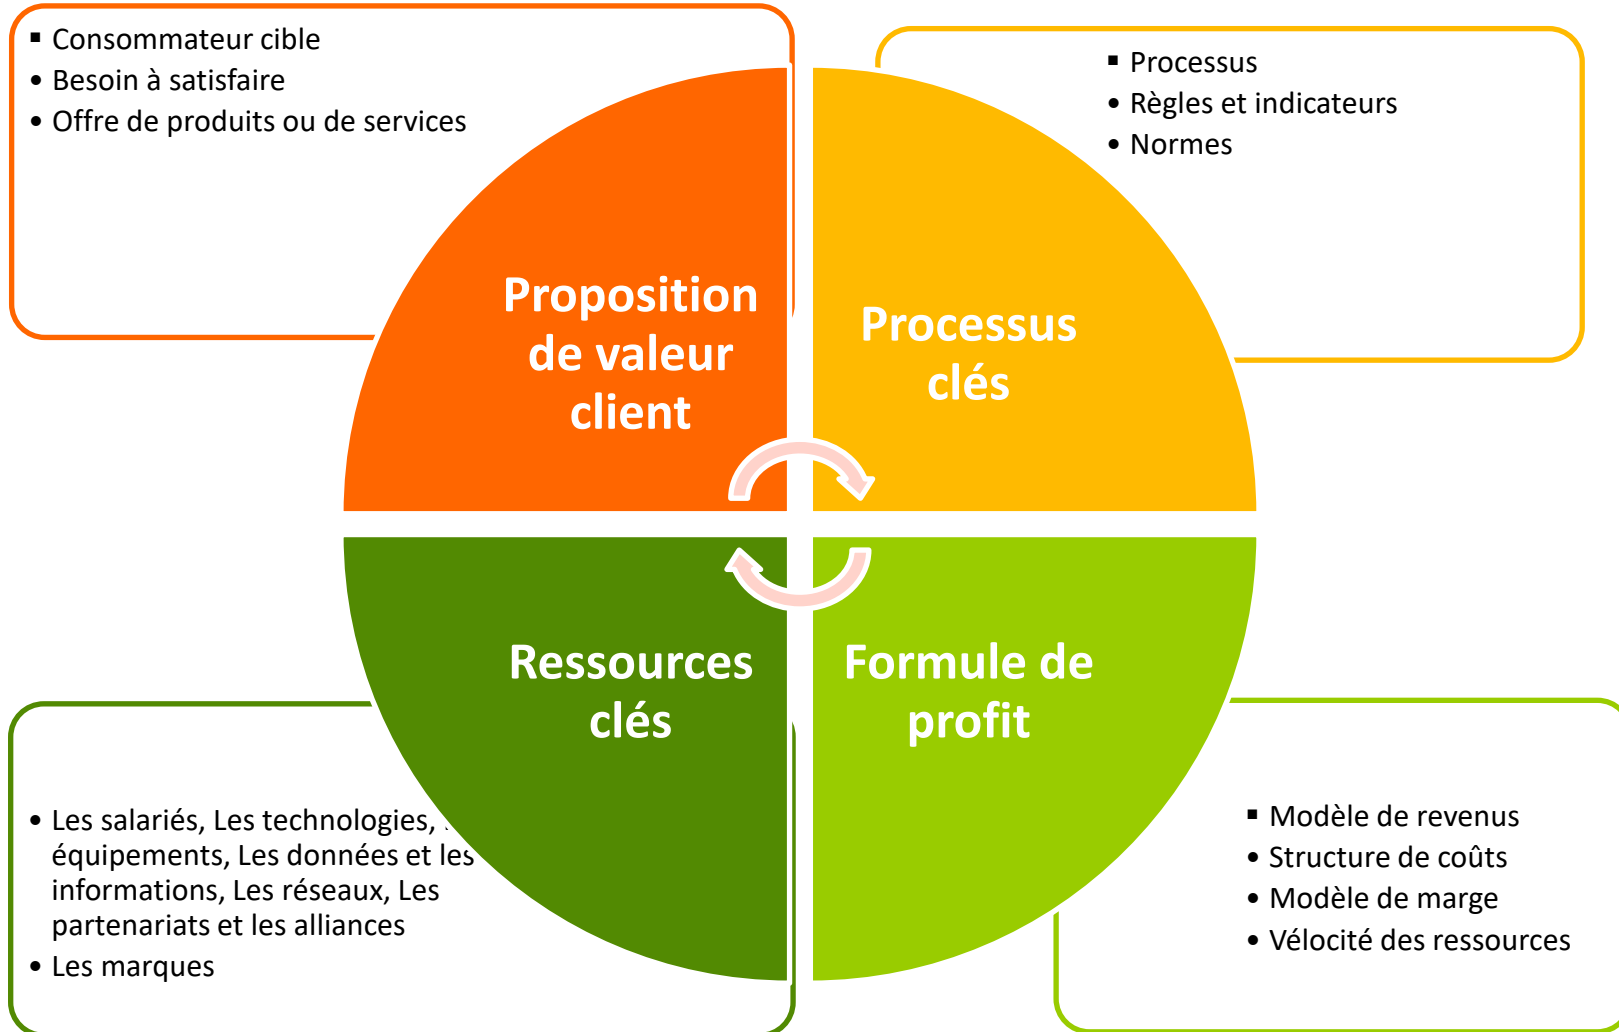 ▪ Consommateur cible
• Besoin à satisfaire
• Offre de produits ou de services
▪ Processus
• Règles et indicateurs
• Normes
Proposition
de valeur
client
Processus
clés
Ressources
clés
Formule de
profit
• Les salariés, Les technologies,
équipements, Les données et les
informations, Les réseaux, Les
partenariats et les alliances
• Les marques
▪ Modèle de revenus
• Structure de coûts
• Modèle de marge
• Vélocité des ressources